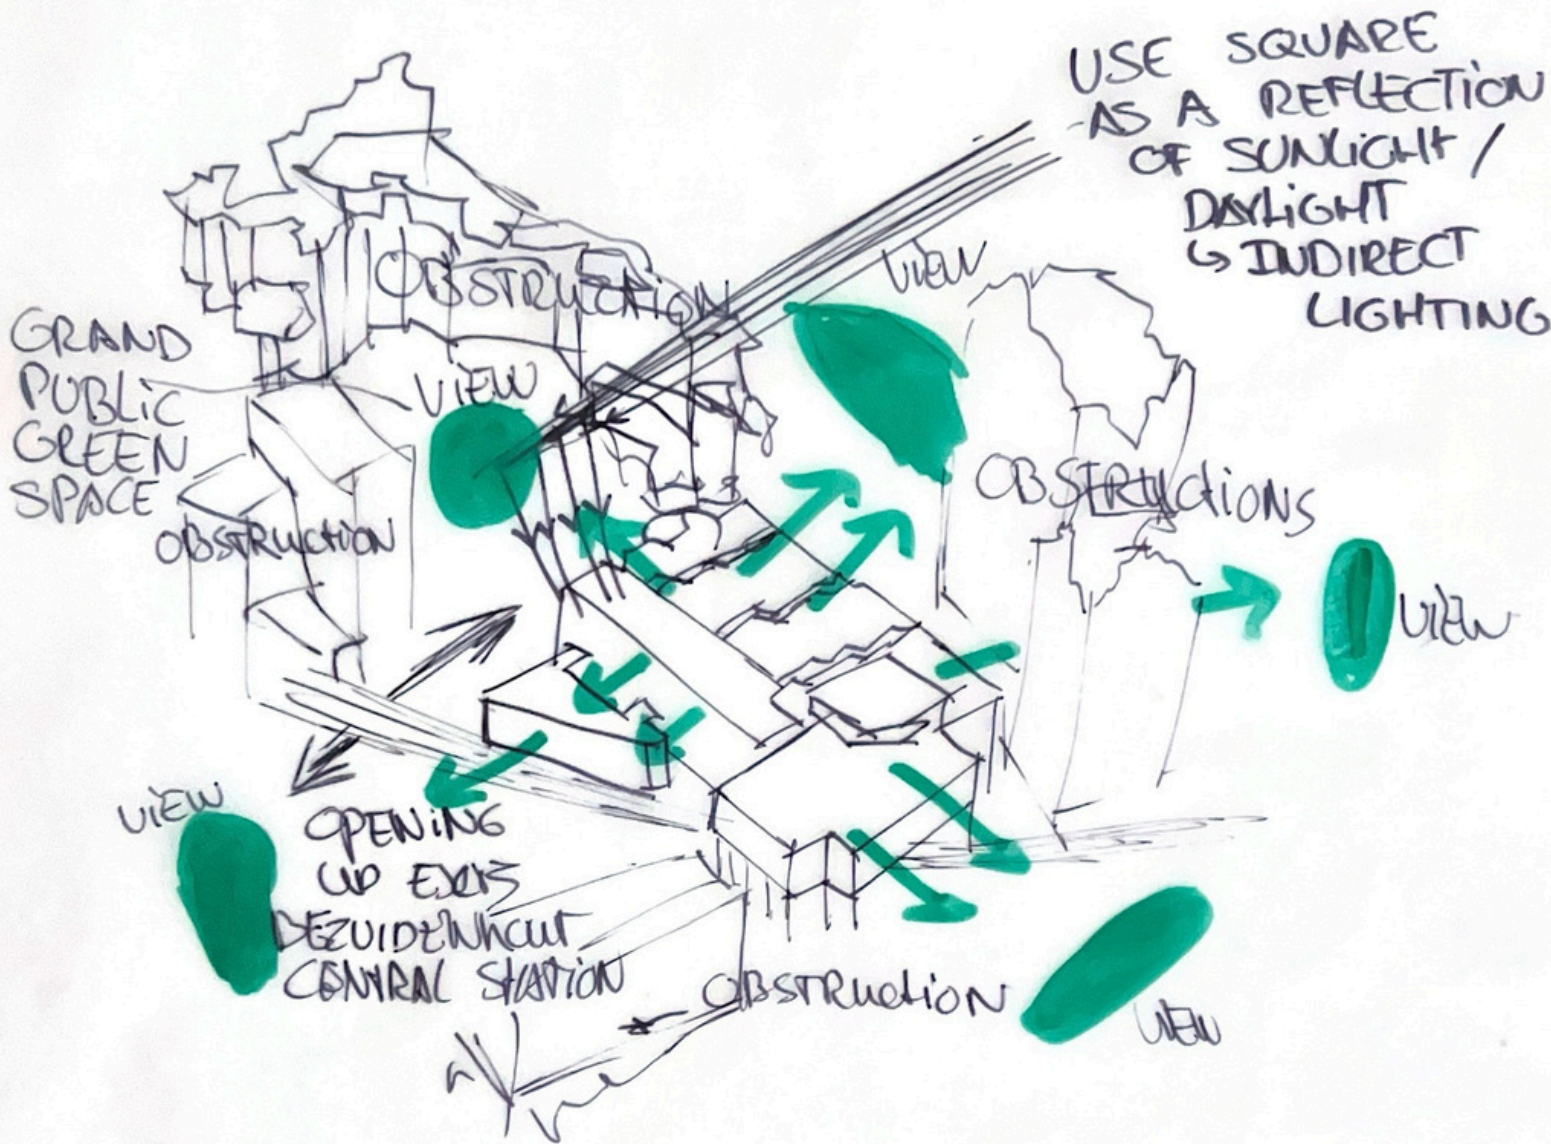 USE SQUARE
AS A REFLECTION
OF SUNLIGHT /
DAYLIGHT
↳ INDIRECT
LIGHTING
VIEW
OBSTRUCTION
GRAND
PUBLIC
GREEN
SPACE
VIEW
OBSTRUCTIONS
OBSTRUCTION
VIEW
VIEW
OPENING
UP
BEZUIDENHOUT
CENTRAL STATION
OBSTRUCTION
VIEW